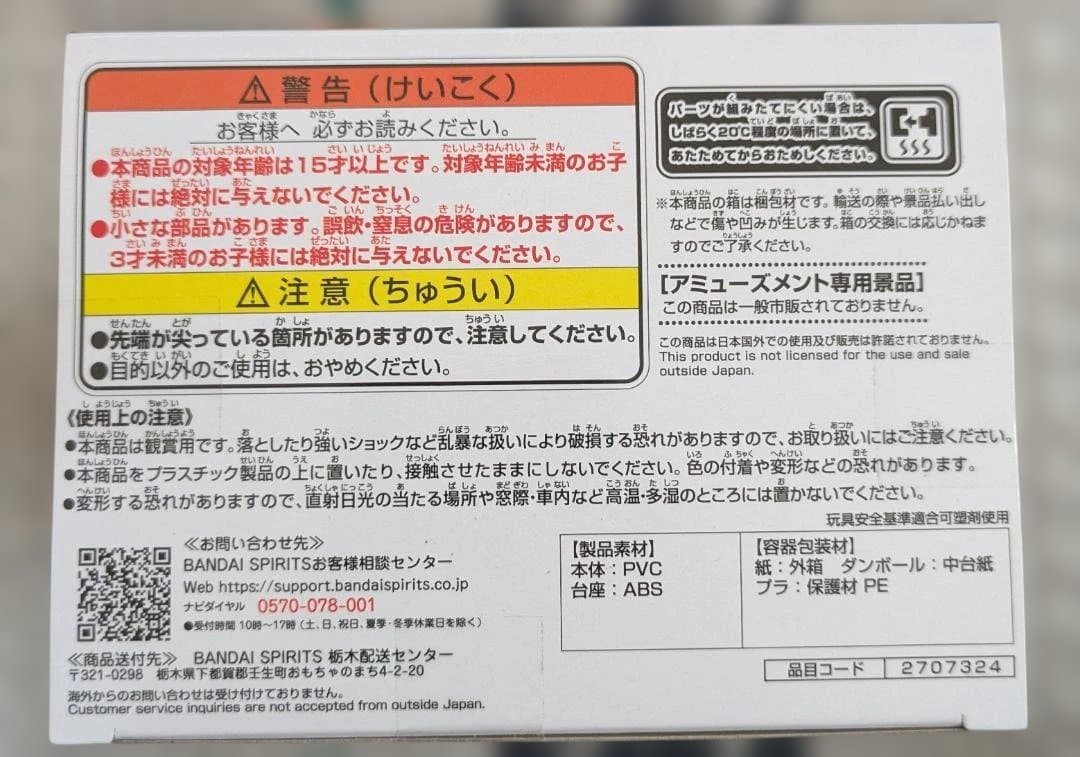 ⚠警告（けいこく）
お客様へ 必ずお読みください。
●本商品の対象年齢は15才以上です。対象年齢未満のお子
様には絶対に与えないでください。
●小さな部品があります。誤飲・窒息の危険がありますので、
3才未満のお子様には絶対に与えないでください。
⚠注意（ちゅうい）
●先端が尖っている箇所がありますので、注意してください。
●目的以外のご使用は、おやめください。
パーツが組みたてにくい場合は、
しばらく20℃程度の場所に置いて、
あたためてからおためしください。
※本商品の箱は梱包材です。輸送の際や景品払い出し
などで傷や凹みが生じます。箱の交換には応じかねま
すのでご了承ください。
【アミューズメント専用景品】
この商品は一般市販されておりません。
この商品は日本国外での使用及び販売は許諾されておりません。
This product is not licensed for the use and sale
outside Japan.
《使用上の注意》
●本商品は観賞用です。落としたり強いショックなど乱暴な扱いにより破損する恐れがありますので、お取り扱いにはご注意ください。
●本商品をプラスチック製品の上に置いたり、接触させたままにしないでください。色の付着や変形などの恐れがあります。
●変形する恐れがありますので、直射日光の当たる場所や窓際・車内など高温・多湿のところには置かないでください。
玩具安全基準適合可塑剤使用
≪お問い合わせ先≫
BANDAI SPIRITSお客様相談センター
Web https://support.bandaispirits.co.jp
ナビダイヤル 0570-078-001
●受付時間 10時～17時（土、日、祝日、夏季・冬季休業日を除く）
≪商品送付先≫ BANDAI SPIRITS 栃木配送センター
〒321-0298 栃木県下都賀郡壬生町おもちゃのまち4-2-20
海外からのお問い合わせは受け付けておりません。
Customer service inquiries are not accepted from outside Japan.
【製品素材】
本体：PVC
台座：ABS
【容器包装材】
紙：外箱 ダンボール：中台紙
プラ：保護材 PE
品目コード 2707324